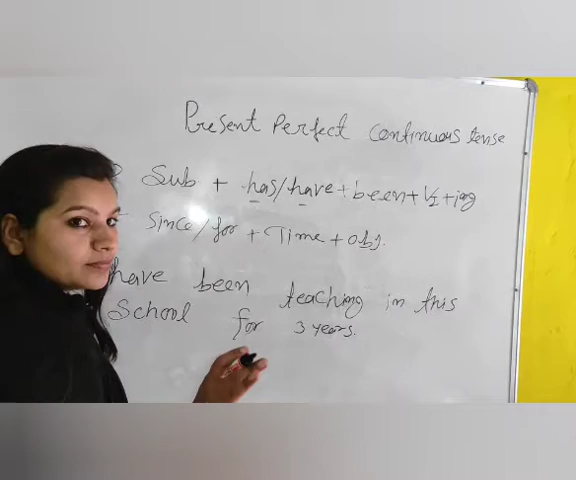 Present Perfect continuous tense
Sub + has/have+been+V1+ing
Since/for + Time + obj.
have been teaching in this
School for 3 years.